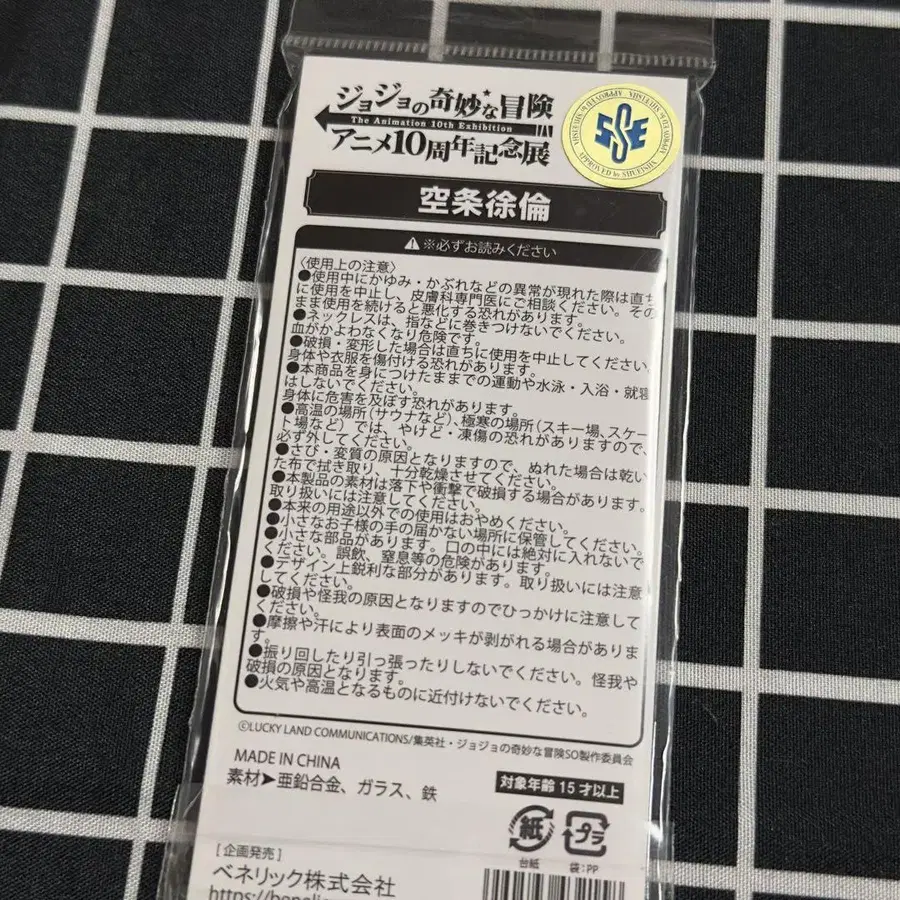 ジョジョの奇妙な冒険
The Animation 10th Exhibition
アニメ10周年記念展
SSE
APPROVED by SHUEISHA
空条徐倫
※必ずお読みください
〈使用上の注意〉
●使用中にかゆみ・かぶれなどの異常が現れた際は直ち
に使用を中止し、皮膚科専門医にご相談ください。その
まま使用を続けると悪化する恐れがあります。
●ネックレスは、指などに巻きつけないでください。
血がかよわなくなり危険です。
●破損・変形した場合は直ちに使用を中止してください。
身体や衣服を傷付ける恐れがあります。
●本商品を身につけたままでの運動や水泳・入浴・就寝
はしないでください。
身体に危害を及ぼす恐れがあります。
●高温の場所(サウナなど)、極寒の場所(スキー場、スケー
ト場など)では、やけど・凍傷の恐れがありますので、
必ず外してください。
●さび・変質の原因となりますので、ぬれた場合は乾い
た布で拭き取り、十分乾燥させてください。
●本製品の素材は落下や衝撃で破損する場合があります。
取り扱いには注意してください。
●本来の用途以外での使用はおやめください。
●小さなお子様の手の届かない場所に保管してください。
●小さな部品があります。口の中には絶対に入れないで
ください。誤飲、窒息等の危険があります。
●デザイン上鋭利な部分があります。取り扱いには注意
してください。
●破損や怪我の原因となりますのでひっかけに注意して
ください。
●摩擦や汗により表面のメッキが剥がれる場合がありま
す。
●振り回したり引っ張ったりしないでください。怪我や
破損の原因となります。
●火気や高温となるものに近付けないでください。
©LUCKY LAND COMMUNICATIONS/集英社・ジョジョの奇妙な冒険SO製作委員会
MADE IN CHINA
素材➤亜鉛合金、ガラス、鉄
対象年齢15才以上
紙
プラ
台紙
袋:PP
[企画発売]
ベネリック株式会社